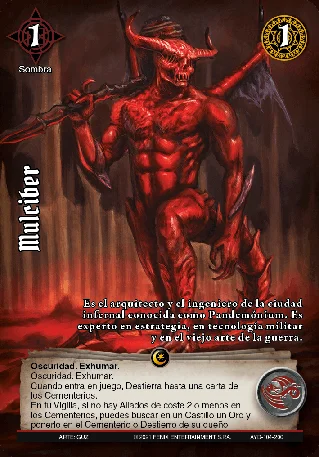 1
1
Sombra
Mulciber
Es el arquitecto y el ingeniero de la ciudad
infernal conocida como Pandemónium. Es
experto en estrategia, en tecnología militar
y en el viejo arte de la guerra.
Oscuridad. Exhumar.
Oscuridad. Exhumar.
Cuando entra en juego, Destierra hasta una carta de
los Cementerios.
En tu Vigilia, si no hay Aliados de coste 2 o menos en
los Cementerios, puedes buscar en un Castillo un Oro y
ponerlo en el Cementerio o Destierro de su dueño
FENIX ENTERTAINMENT S.P.A.